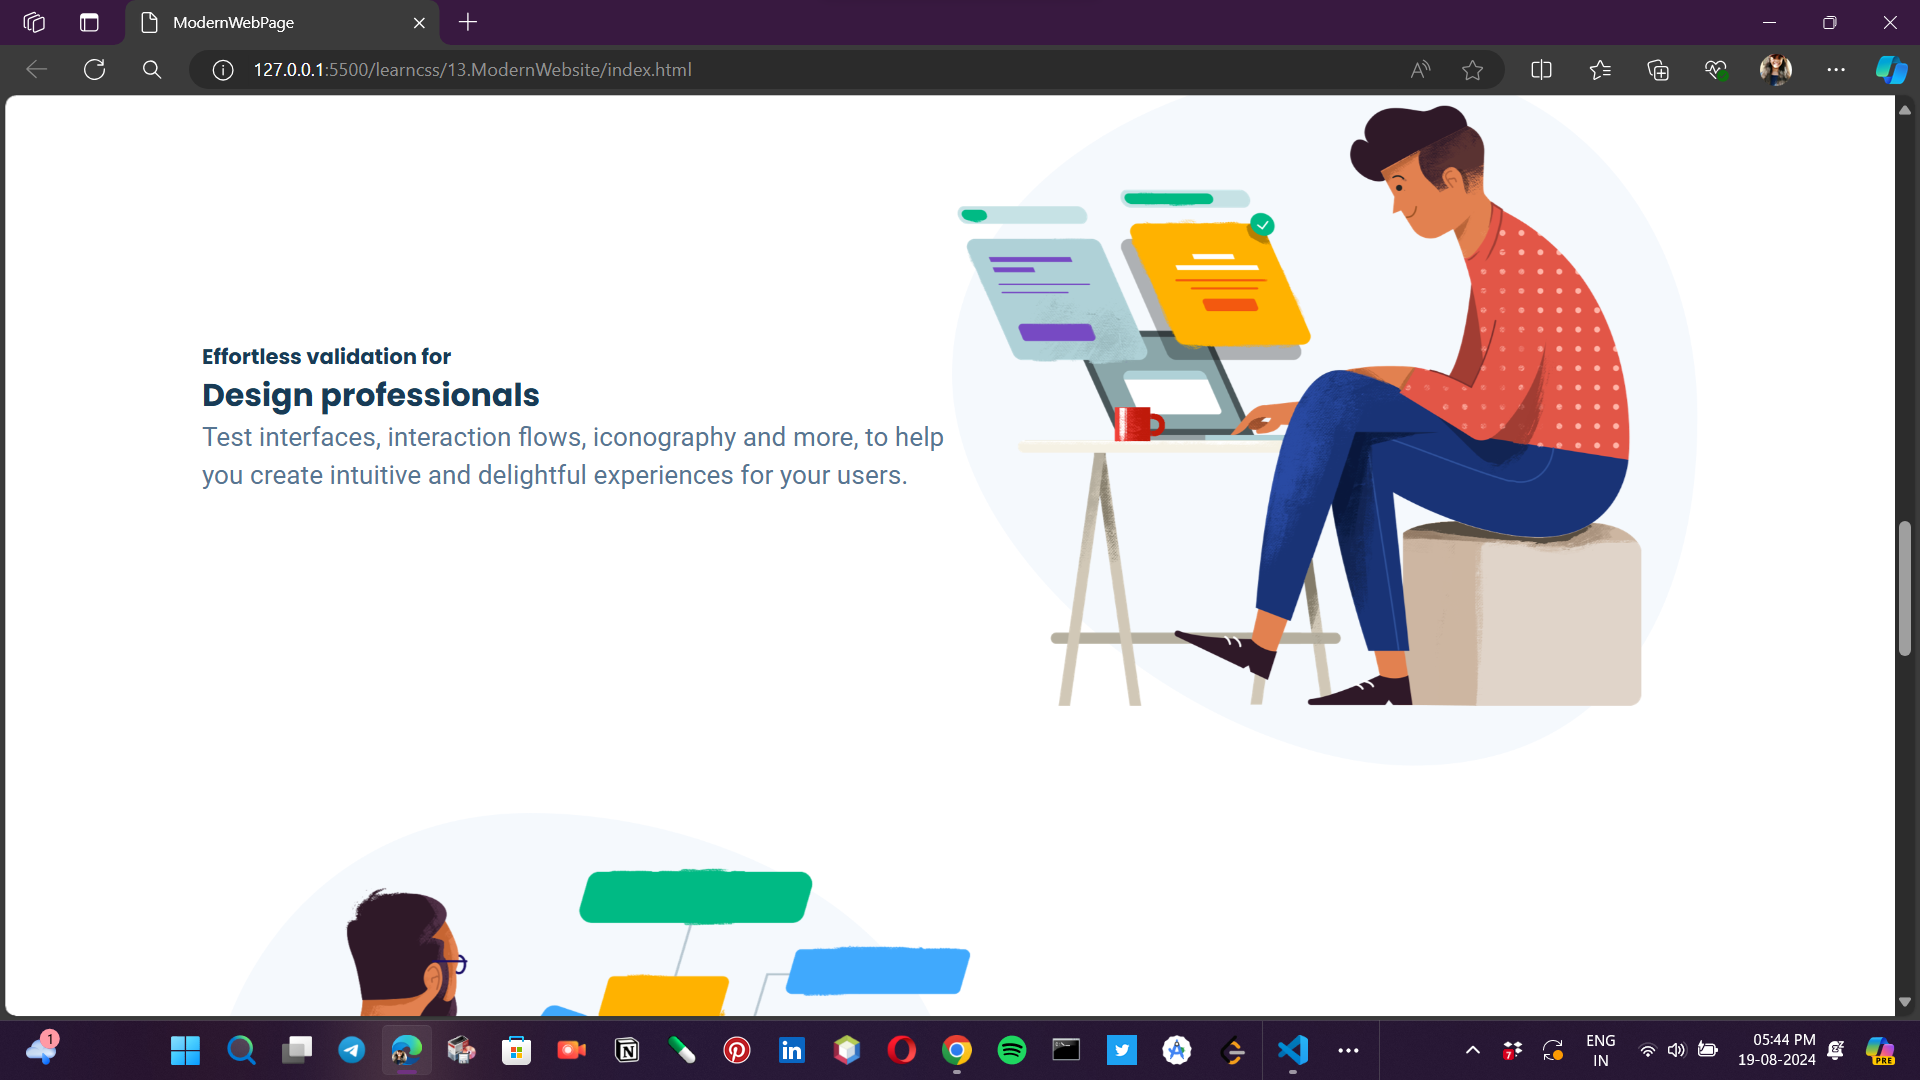 ModernWebPage
127.0.0.1:5500/learncss/13.ModernWebsite/index.html
Effortless validation for
Design professionals
Test interfaces, interaction flows, iconography and more, to help
you create intuitive and delightful experiences for your users.
1
7
ENG
IN
05:44 PM
19-08-2024
PRE